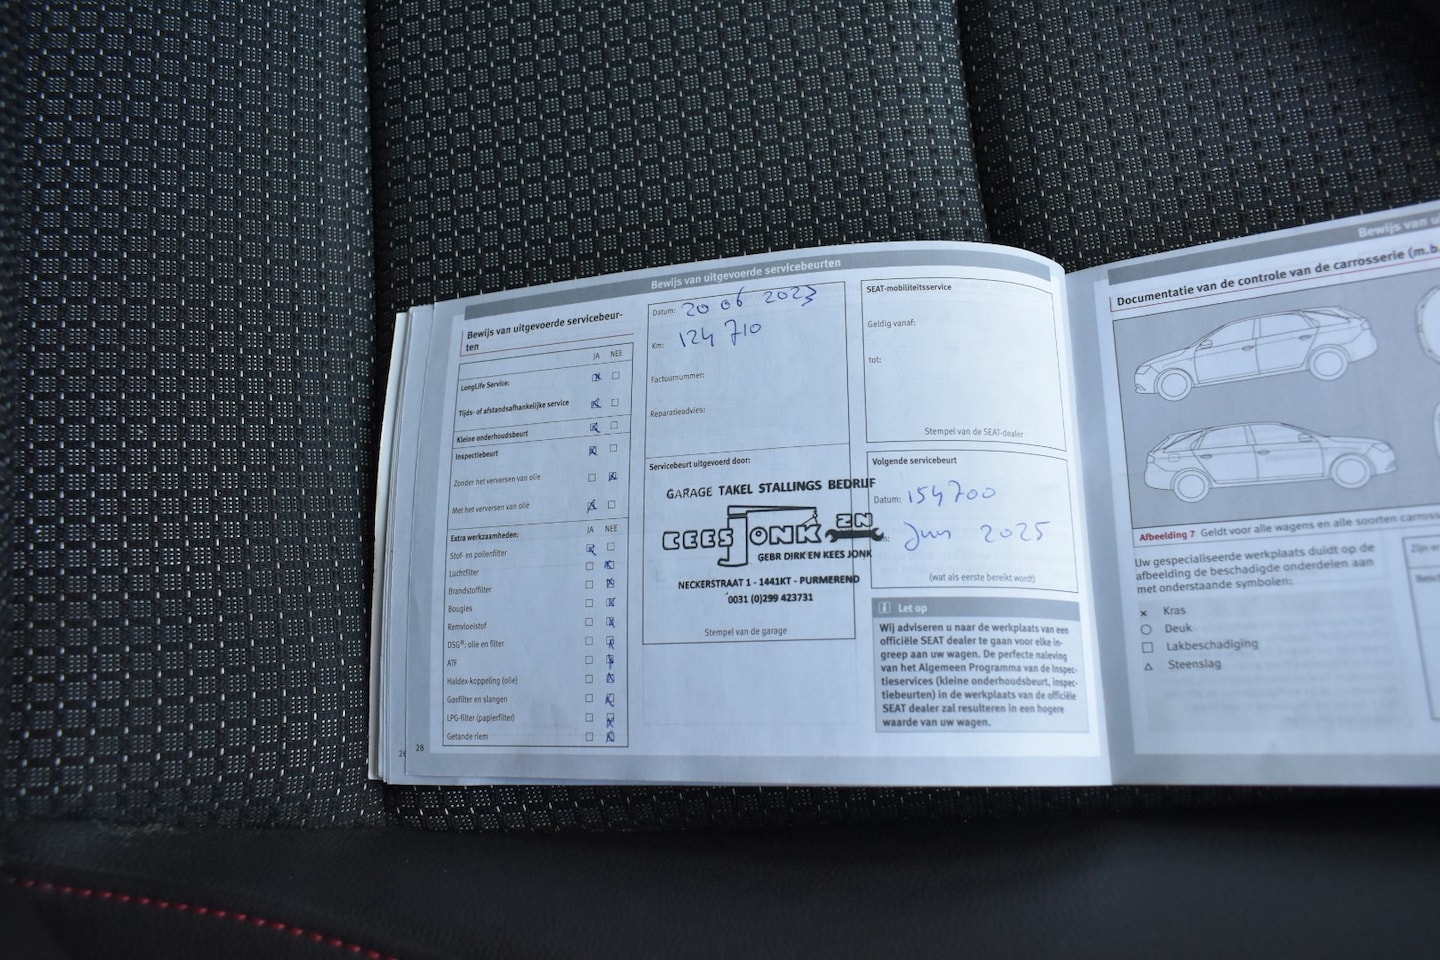 Bewijs van uitgevoerde servicebeurten
Bewijs van uitgevoerde servicebeur-
ten
JA NEE
LongLife Service:
Tijds- of afstandsafhankelijke service
Kleine onderhoudsbeurt
Inspectiebeurt
Zonder het verversen van olie
Met het verversen van olie
Extra werkzaamheden: JA NEE
Stof- en pollenfilter
Luchtfilter
Brandstoffilter
Bougies
Remvloeistof
DSG®: olie en filter
ATF
Haldex-koppeling (olie)
Gasfilter en slangen
LPG-filter (papierfilter)
Getande riem
28
Datum: 20 06 2023
Km: 124 710
Factuurnummer:
Reparatieadvies:
Servicebeurt uitgevoerd door:
GARAGE TAKEL STALLINGS BEDRIJF
KEES JONK ZN
GEBR DIRK EN KEES JONK
NECKERSTRAAT 1 - 1441KT - PURMEREND
0031 (0)299 423731
Stempel van de garage
SEAT-mobiliteitsservice
Geldig vanaf:
tot:
Stempel van de SEAT-dealer
Volgende servicebeurt
Datum: 154700
Jun 2025
(wat als eerste bereikt wordt)
i Let op
Wij adviseren u naar de werkplaats van een
officiële SEAT dealer te gaan voor elke in-
greep aan uw wagen. De perfecte naleving
van het Algemeen Programma van de Inspec-
tieservices (kleine onderhoudsbeurt, inspec-
tiebeurten) in de werkplaats van de officiële
SEAT dealer zal resulteren in een hogere
waarde van uw wagen.
Bewijs van
Documentatie van de controle van de carrosserie (m.b.
Afbeelding 7 Geldt voor alle wagens en alle soorten
Uw gespecialiseerde werkplaats duidt op de
afbeelding de beschadigde onderdelen aan
met onderstaande symbolen:
Kras
Deuk
Lakbeschadiging
Steenslag